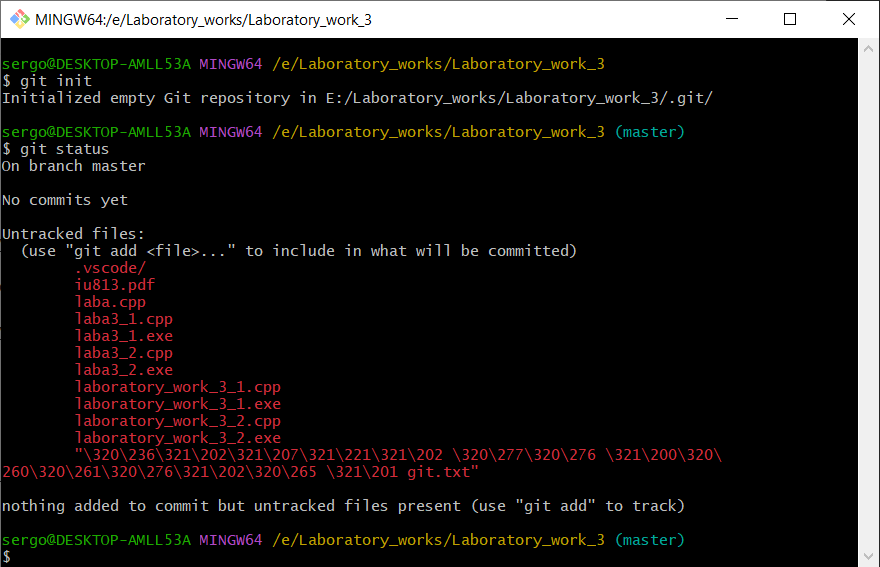 MINGW64:/e/Laboratory_works/Laboratory_work_3
sergo@DESKTOP-AMLL53A MINGW64 /e/Laboratory_works/Laboratory_work_3
$ git init
Initialized empty Git repository in E:/Laboratory_works/Laboratory_work_3/.git/
sergo@DESKTOP-AMLL53A MINGW64 /e/Laboratory_works/Laboratory_work_3 (master)
$ git status
On branch master
No commits yet
Untracked files:
(use "git add <file>..." to include in what will be committed)
.vscode/
iu813.pdf
laba.cpp
laba3_1.cpp
laba3_1.exe
laba3_2.cpp
laba3_2.exe
laboratory_work_3_1.cpp
laboratory_work_3_1.exe
laboratory_work_3_2.cpp
laboratory_work_3_2.exe
"\320\236\321\202\321\207\321\221\321\202 \320\277\320\276 \321\200\320\
260\320\261\320\276\321\202\320\265 \321\201 git.txt"
nothing added to commit but untracked files present (use "git add" to track)
sergo@DESKTOP-AMLL53A MINGW64 /e/Laboratory_works/Laboratory_work_3 (master)
$